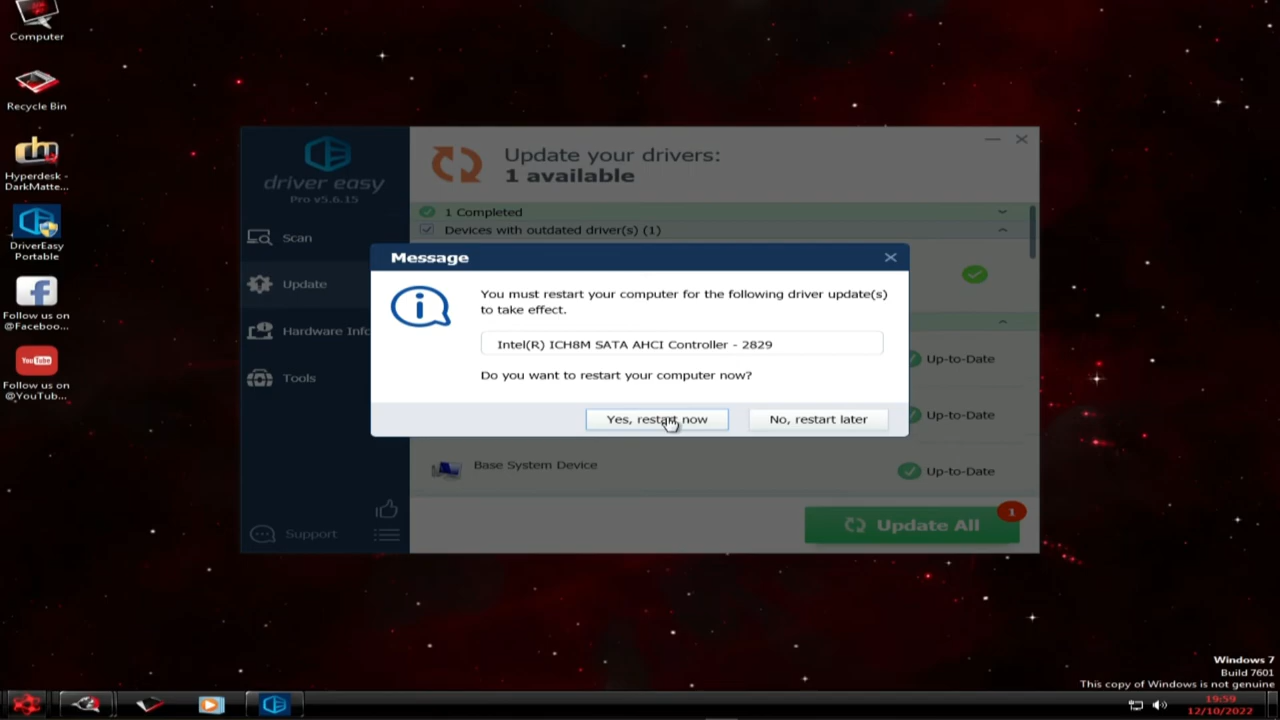 Computer
Recycle Bin
Hyperdesk -
DarkMatte...
DriverEasy
Portable
Follow us on
@Faceboo...
YouTube
Follow us on
@YouTub...
driver easy
Pro v5.6.15
Scan
Update
Hardware Info
Tools
Support
Update your drivers:
1 available
1 Completed
Devices with outdated driver(s) (1)
Message
You must restart your computer for the following driver update(s)
to take effect.
Intel(R) ICH8M SATA AHCI Controller - 2829
Do you want to restart your computer now?
Yes, restart now
No, restart later
Up-to-Date
Up-to-Date
Base System Device
Up-to-Date
Update All
1
Windows 7
Build 7601
This copy of Windows is not genuine
19:59
12/10/2022